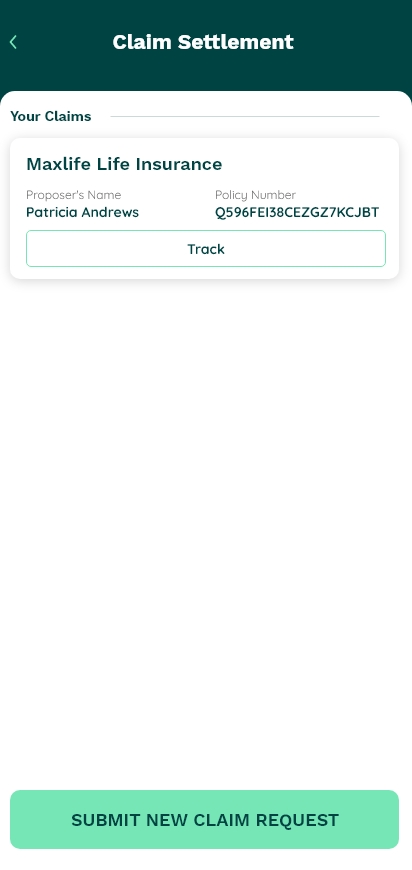 Claim Settlement
Your Claims
Maxlife Life Insurance
Proposer's Name
Policy Number
Patricia Andrews
Q596FEI38CEZGZ7KCJBT
Track
SUBMIT NEW CLAIM REQUEST